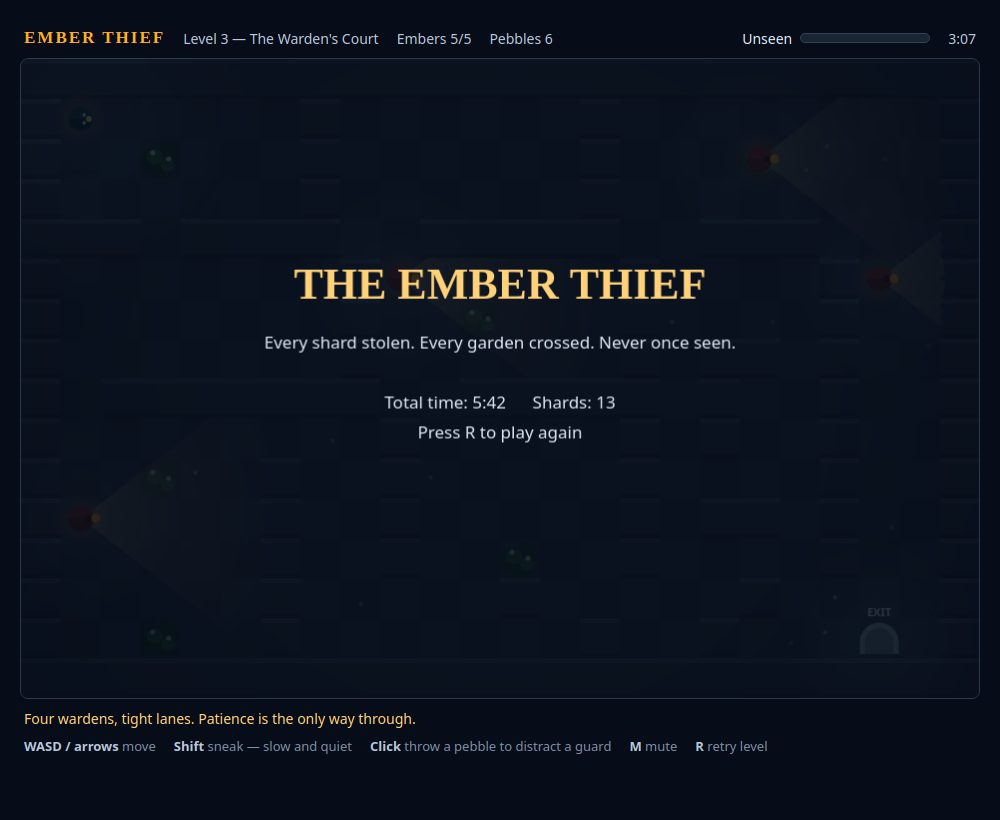 EMBER THIEF Level 3 — The Warden's Court Embers 5/5 Pebbles 6 Unseen 3:07
THE EMBER THIEF
Every shard stolen. Every garden crossed. Never once seen.
Total time: 5:42 Shards: 13
Press R to play again
EXIT
Four wardens, tight lanes. Patience is the only way through.
WASD / arrows move Shift sneak — slow and quiet Click throw a pebble to distract a guard M mute R retry level